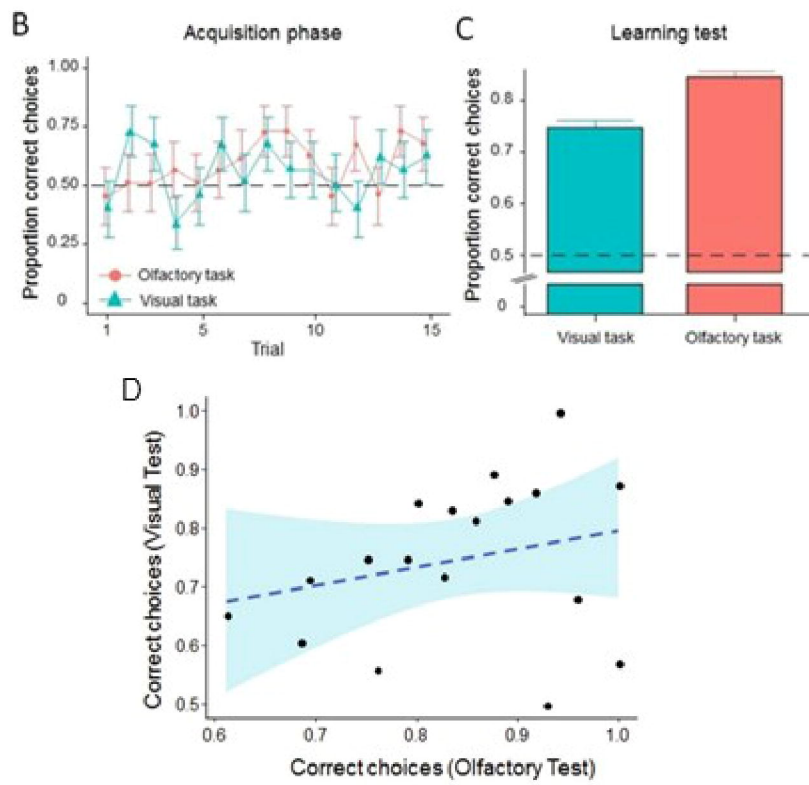 B
Acquisition phase
Proportion correct choices
1.00
0.75
0.50
0.25
0
Olfactory task
Visual task
1
5
10
15
Trial
C
Learning test
Proportion correct choices
0.8
0.7
0.6
0.5
0
Visual task
Olfactory task
D
Correct choices (Visual Test)
1.0
0.9
0.8
0.7
0.6
0.5
0.6
0.7
0.8
0.9
1.0
Correct choices (Olfactory Test)